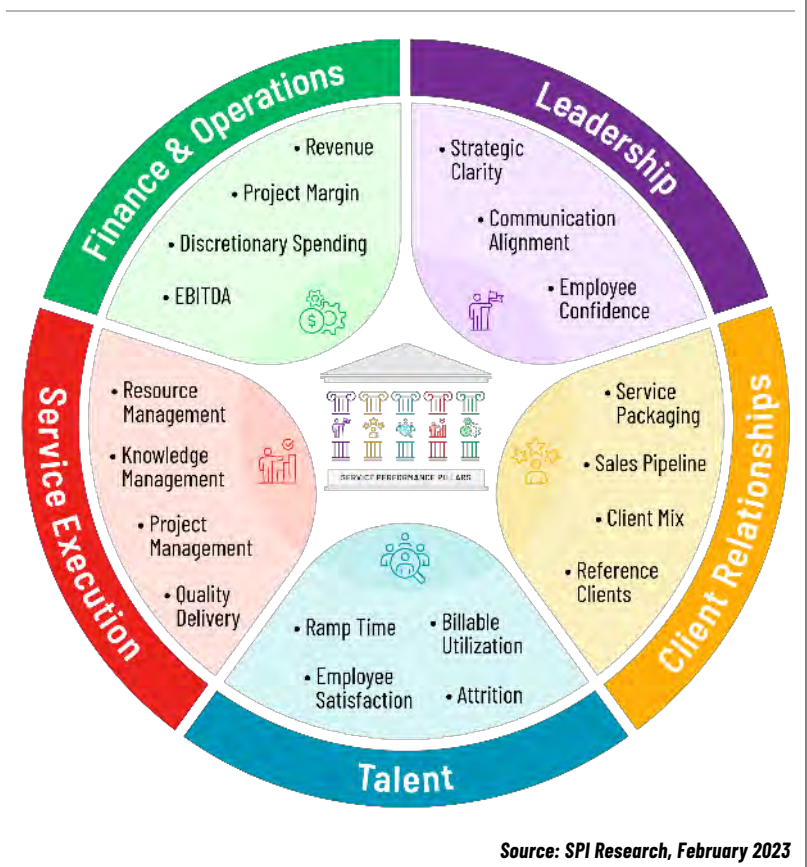 Finance & Operations
• Revenue
• Project Margin
• Discretionary Spending
• EBITDA
Leadership
• Strategic
Clarity
• Communication
Alignment
• Employee
Confidence
Client Relationships
• Service
Packaging
• Sales Pipeline
• Client Mix
• Reference
Clients
Talent
• Ramp Time
• Billable
Utilization
• Employee
Satisfaction
• Attrition
Service Execution
• Resource
Management
• Knowledge
Management
• Project
Management
• Quality
Delivery
SERVICE PERFORMANCE PILLARS
Source: SPI Research, February 2023